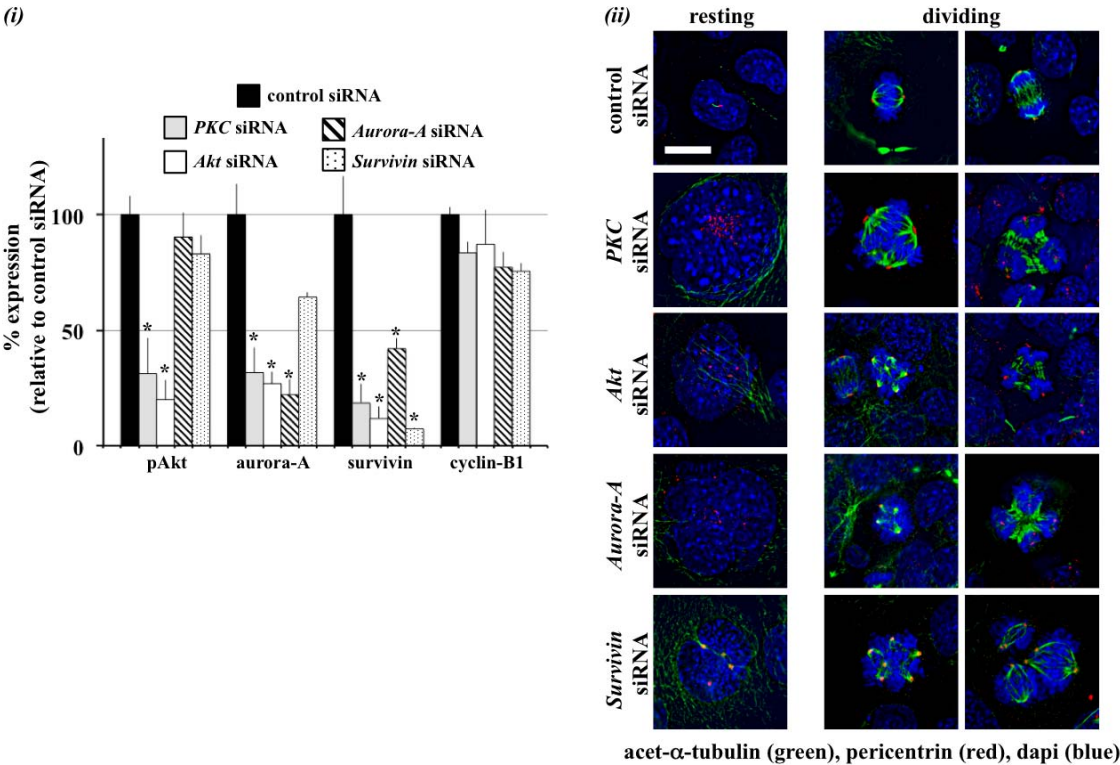 (i)
control siRNA
PKC siRNA
Aurora-A siRNA
Akt siRNA
Survivin siRNA
% expression
(relative to control siRNA)
100
50
0
* * * * * * * * *
pAkt
aurora-A
survivin
cyclin-B1
(ii)
resting
dividing
control
siRNA
PKC
siRNA
Akt
siRNA
Aurora-A
siRNA
Survivin
siRNA
acet-α-tubulin (green), pericentrin (red), dapi (blue)